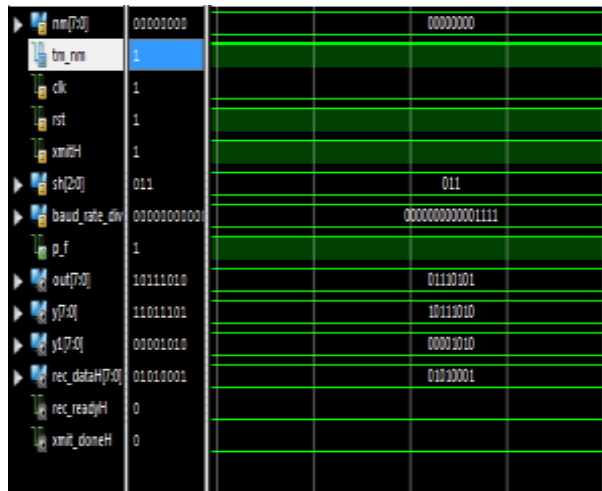 nm[7:0] 00000000 00000000
tm_nm 1
clk 1
rst 1
xmitH 1
sh[2:0] 011 011
baud_rate_div 00000000000 0000000000001111
p_f 1
out[7:0] 10111010 01110101
y[7:0] 11011101 10111010
y1[7:0] 00001010 00001010
rec_dataH[7:0] 01010001 01010001
rec_readyH 0
xmit_doneH 0